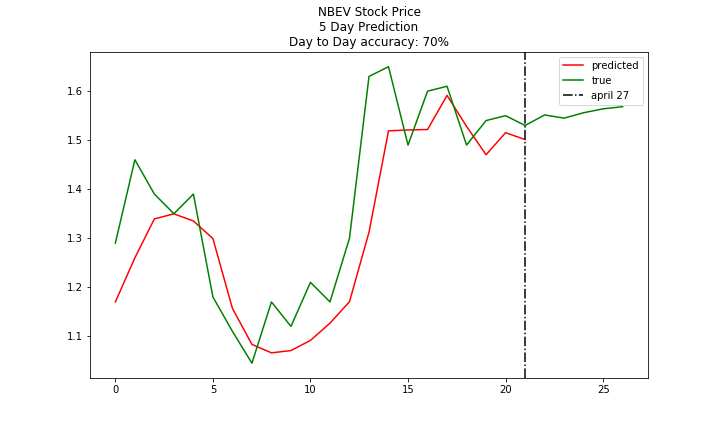 NBEV Stock Price
5 Day Prediction
Day to Day accuracy: 70%
predicted
true
april 27
1.6
1.5
1.4
1.3
1.2
1.1
0 5 10 15 20 25